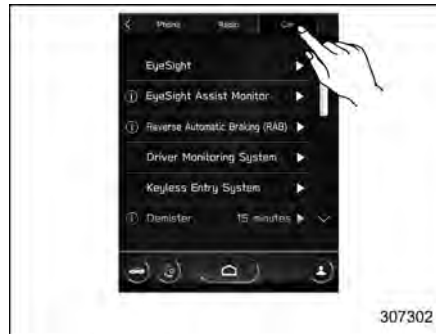 Phone Radio Car
EyeSight
EyeSight Assist Monitor
Reverse Automatic Braking (RAB)
Driver Monitoring System
Keyless Entry System
Demister 15 minutes
307302